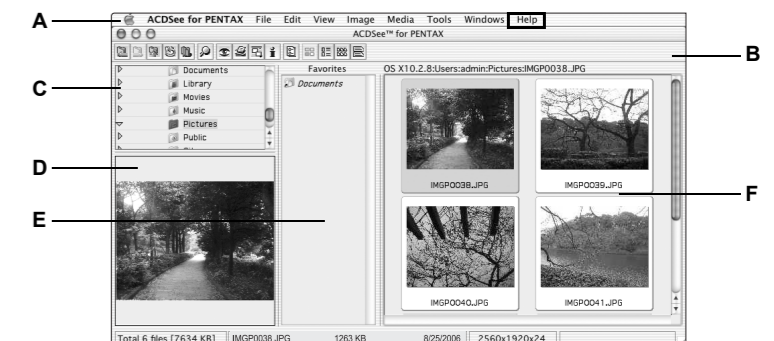 A
ACDSee for PENTAX File Edit View Image Media Tools Windows Help
ACDSee™ for PENTAX
B
Favorites
OS X10.2.8:Users:admin:Pictures:IMGP0038.JPG
C
Documents
Library
Movies
Music
Pictures
Public
Documents
D
E
F
IMGP0038.JPG
IMGP0039.JPG
IMGP0040.JPG
IMGP0041.JPG
Total 6 files [7634 KB] IMGP0038.JPG 1263 KB 8/25/2006 2560x1920x24